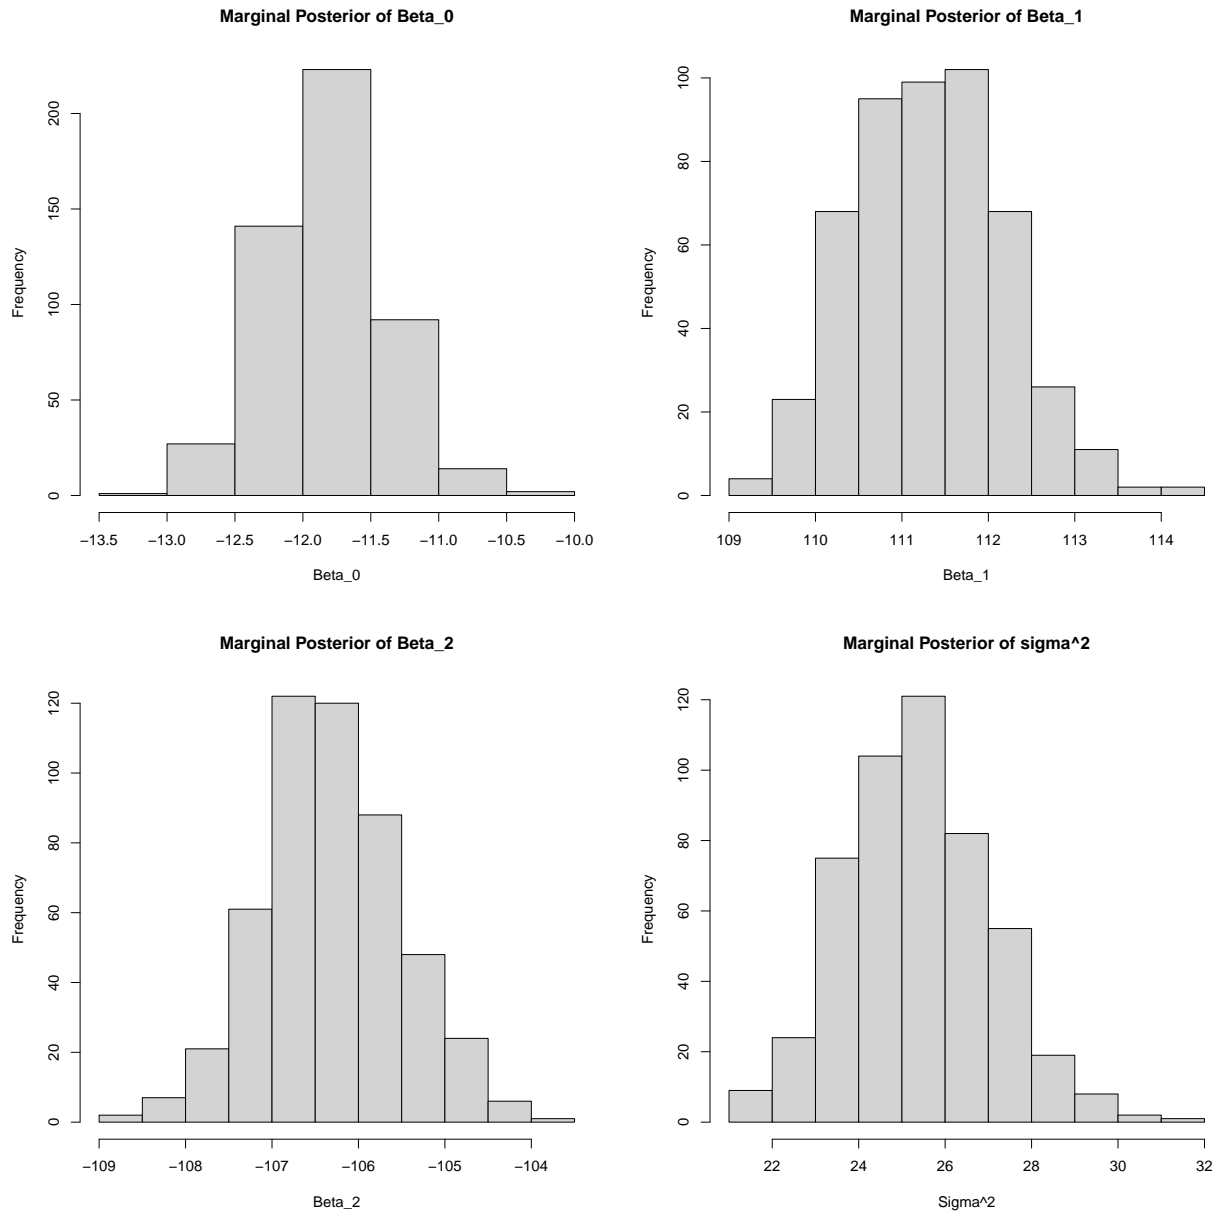 Marginal Posterior of Beta_0
Frequency
200
150
100
50
0
−13.5 −13.0 −12.5 −12.0 −11.5 −11.0 −10.5 −10.0
Beta_0
Marginal Posterior of Beta_1
Frequency
100
80
60
40
20
0
109 110 111 112 113 114
Beta_1
Marginal Posterior of Beta_2
Frequency
120
100
80
60
40
20
0
−109 −108 −107 −106 −105 −104
Beta_2
Marginal Posterior of sigma^2
Frequency
120
100
80
60
40
20
0
22 24 26 28 30 32
Sigma^2